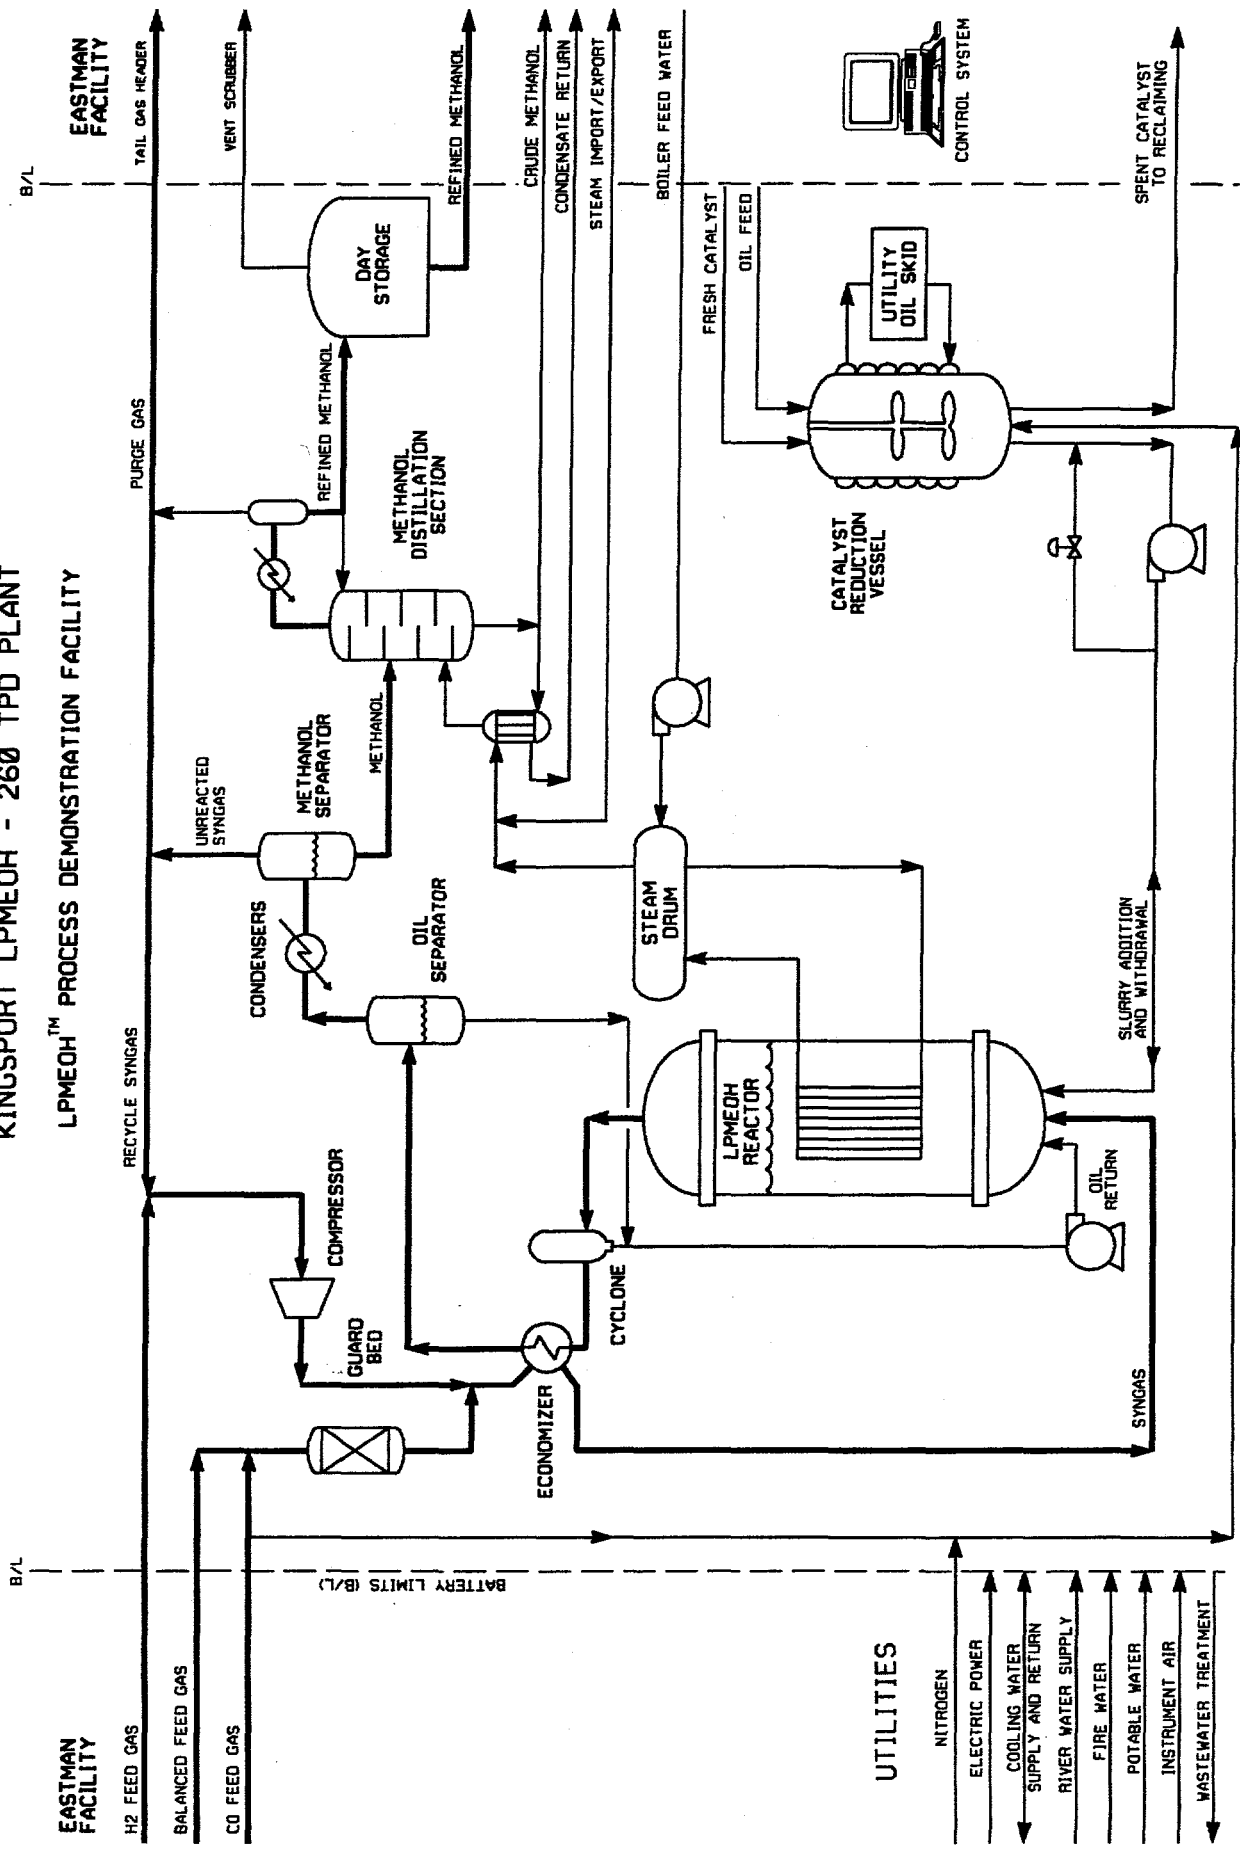 KINGSPORT LPMEOH - 260 TPD PLANT
LPMEOH™ PROCESS DEMONSTRATION FACILITY
B/L
B/L
EASTMAN
FACILITY
H2 FEED GAS
BALANCED FEED GAS
CO FEED GAS
BATTERY LIMITS (B/L)
RECYCLE SYNGAS
COMPRESSOR
GUARD
BED
ECONOMIZER
CYCLONE
CONDENSERS
OIL
SEPARATOR
UNREACTED
SYNGAS
METHANOL
SEPARATOR
METHANOL
PURGE GAS
REFINED METHANOL
METHANOL
DISTILLATION
SECTION
DAY
STORAGE
EASTMAN
FACILITY
TAIL GAS HEADER
VENT SCRUBBER
REFINED METHANOL
CRUDE METHANOL
CONDENSATE RETURN
STEAM IMPORT/EXPORT
BOILER FEED WATER
STEAM
DRUM
LPMEOH
REACTOR
OIL
RETURN
SYNGAS
SLURRY ADDITION
AND WITHDRAWAL
FRESH CATALYST
OIL FEED
UTILITY
OIL SKID
CATALYST
REDUCTION
VESSEL
CONTROL SYSTEM
SPENT CATALYST
TO RECLAIMING
UTILITIES
NITROGEN
ELECTRIC POWER
COOLING WATER
SUPPLY AND RETURN
RIVER WATER SUPPLY
FIRE WATER
POTABLE WATER
INSTRUMENT AIR
WASTEWATER TREATMENT